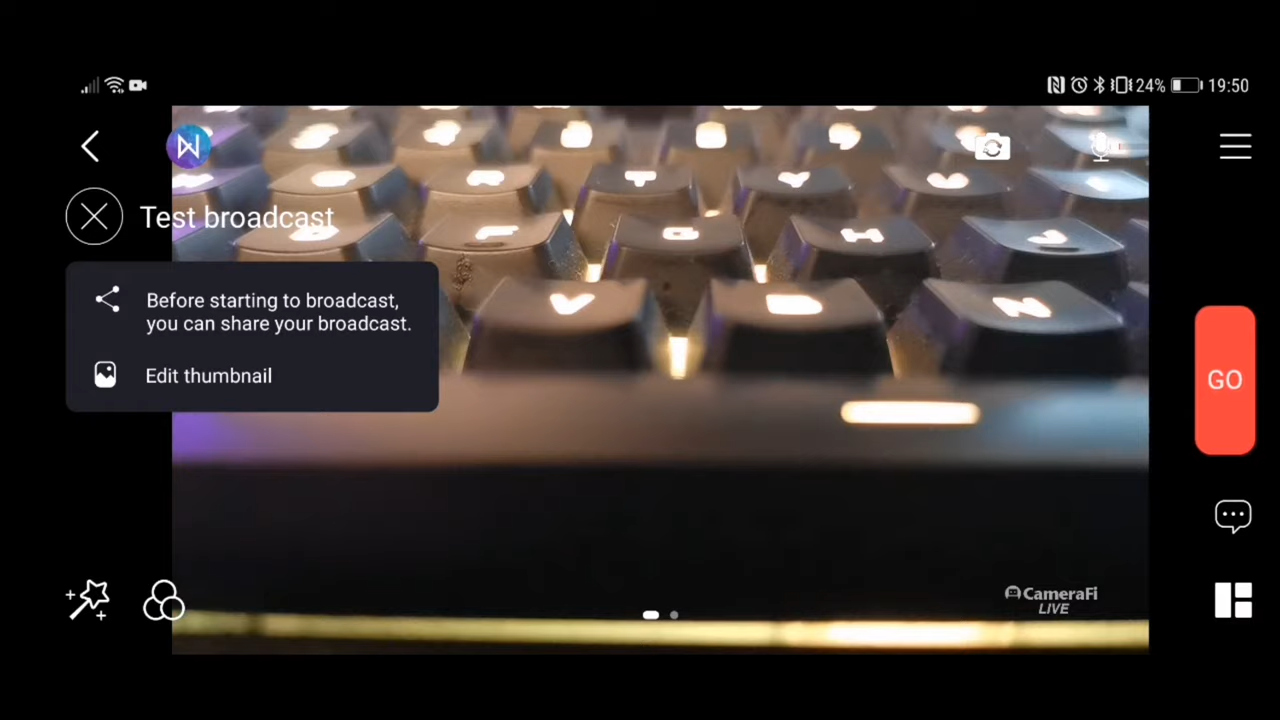 24% 19:50
Test broadcast
Before starting to broadcast,
you can share your broadcast.
Edit thumbnail
R T Y U
F G H J
V B N
GO
CameraFi
LIVE